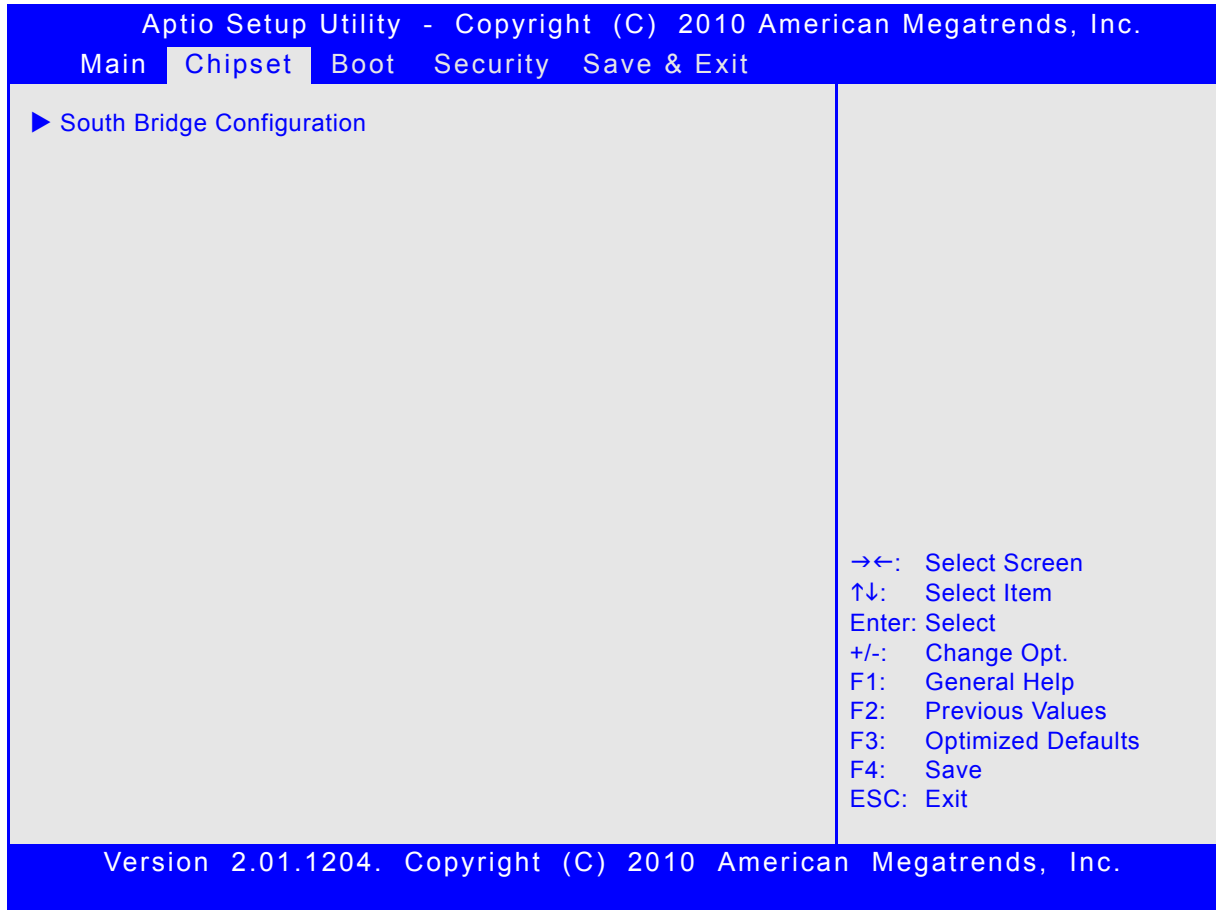 Aptio Setup Utility - Copyright (C) 2010 American Megatrends, Inc.
Main Chipset Boot Security Save & Exit
▶ South Bridge Configuration
→←: Select Screen
↑↓: Select Item
Enter: Select
+/-: Change Opt.
F1: General Help
F2: Previous Values
F3: Optimized Defaults
F4: Save
ESC: Exit
Version 2.01.1204. Copyright (C) 2010 American Megatrends, Inc.